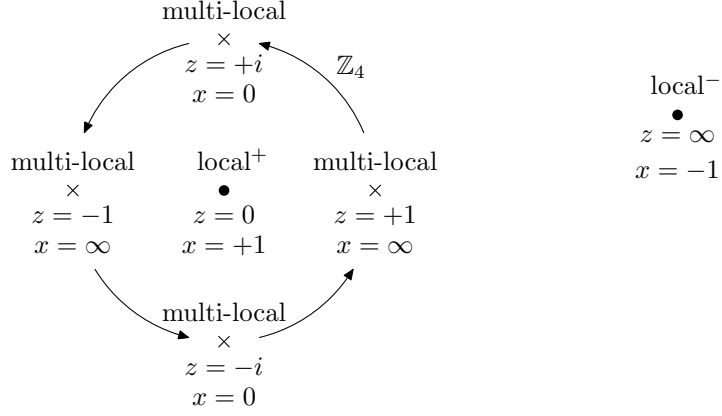 multi-local
×
z = +i
x = 0
ℤ₄
local⁻
•
z = ∞
x = −1
multi-local
×
z = −1
x = ∞
local⁺
•
z = 0
x = +1
multi-local
×
z = +1
x = ∞
multi-local
×
z = −i
x = 0